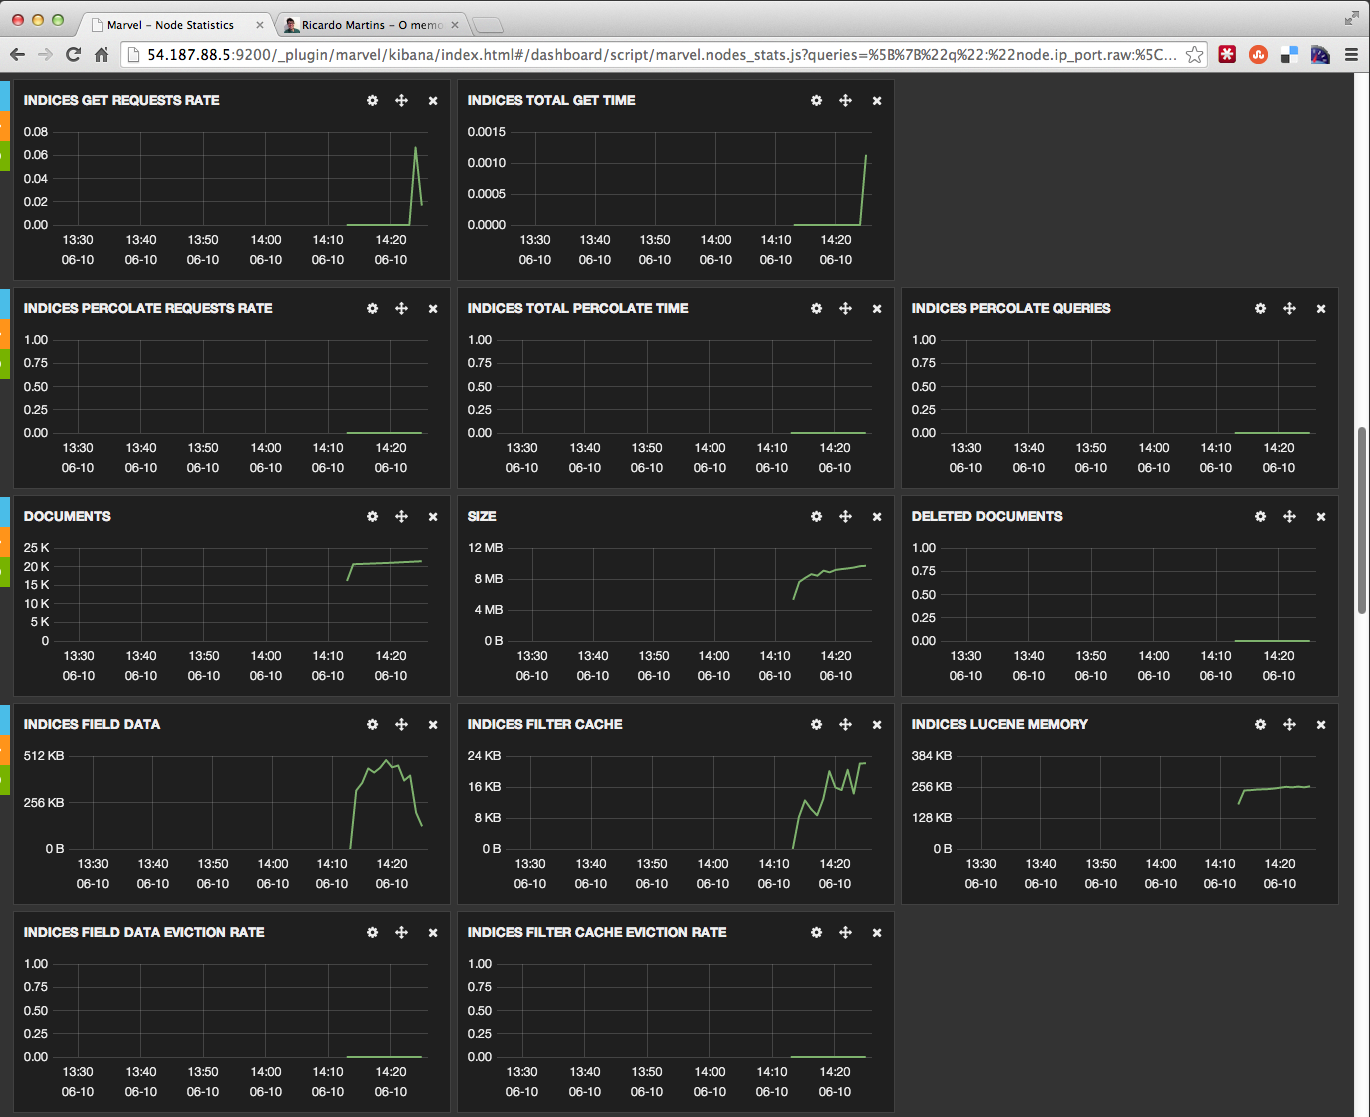 Marvel – Node Statistics
Ricardo Martins – O memo
54.187.88.5:9200/_plugin/marvel/kibana/index.html#/dashboard/script/marvel.nodes_stats.js?queries=%5B%7B%22q%22:%22node.ip_port.raw:%5C...
INDICES GET REQUESTS RATE
0.08
0.06
0.04
0.02
0.00
13:30 13:40 13:50 14:00 14:10 14:20
06-10 06-10 06-10 06-10 06-10 06-10
INDICES TOTAL GET TIME
0.0015
0.0010
0.0005
0.0000
13:30 13:40 13:50 14:00 14:10 14:20
06-10 06-10 06-10 06-10 06-10 06-10
INDICES PERCOLATE REQUESTS RATE
1.00
0.75
0.50
0.25
0.00
13:30 13:40 13:50 14:00 14:10 14:20
06-10 06-10 06-10 06-10 06-10 06-10
INDICES TOTAL PERCOLATE TIME
1.00
0.75
0.50
0.25
0.00
13:30 13:40 13:50 14:00 14:10 14:20
06-10 06-10 06-10 06-10 06-10 06-10
INDICES PERCOLATE QUERIES
1.00
0.75
0.50
0.25
0.00
13:30 13:40 13:50 14:00 14:10 14:20
06-10 06-10 06-10 06-10 06-10 06-10
DOCUMENTS
25 K
20 K
15 K
10 K
5 K
0
13:30 13:40 13:50 14:00 14:10 14:20
06-10 06-10 06-10 06-10 06-10 06-10
SIZE
12 MB
8 MB
4 MB
0 B
13:30 13:40 13:50 14:00 14:10 14:20
06-10 06-10 06-10 06-10 06-10 06-10
DELETED DOCUMENTS
1.00
0.75
0.50
0.25
0.00
13:30 13:40 13:50 14:00 14:10 14:20
06-10 06-10 06-10 06-10 06-10 06-10
INDICES FIELD DATA
512 KB
256 KB
0 B
13:30 13:40 13:50 14:00 14:10 14:20
06-10 06-10 06-10 06-10 06-10 06-10
INDICES FILTER CACHE
24 KB
16 KB
8 KB
0 B
13:30 13:40 13:50 14:00 14:10 14:20
06-10 06-10 06-10 06-10 06-10 06-10
INDICES LUCENE MEMORY
384 KB
256 KB
128 KB
0 B
13:30 13:40 13:50 14:00 14:10 14:20
06-10 06-10 06-10 06-10 06-10 06-10
INDICES FIELD DATA EVICTION RATE
1.00
0.75
0.50
0.25
0.00
13:30 13:40 13:50 14:00 14:10 14:20
06-10 06-10 06-10 06-10 06-10 06-10
INDICES FILTER CACHE EVICTION RATE
1.00
0.75
0.50
0.25
0.00
13:30 13:40 13:50 14:00 14:10 14:20
06-10 06-10 06-10 06-10 06-10 06-10